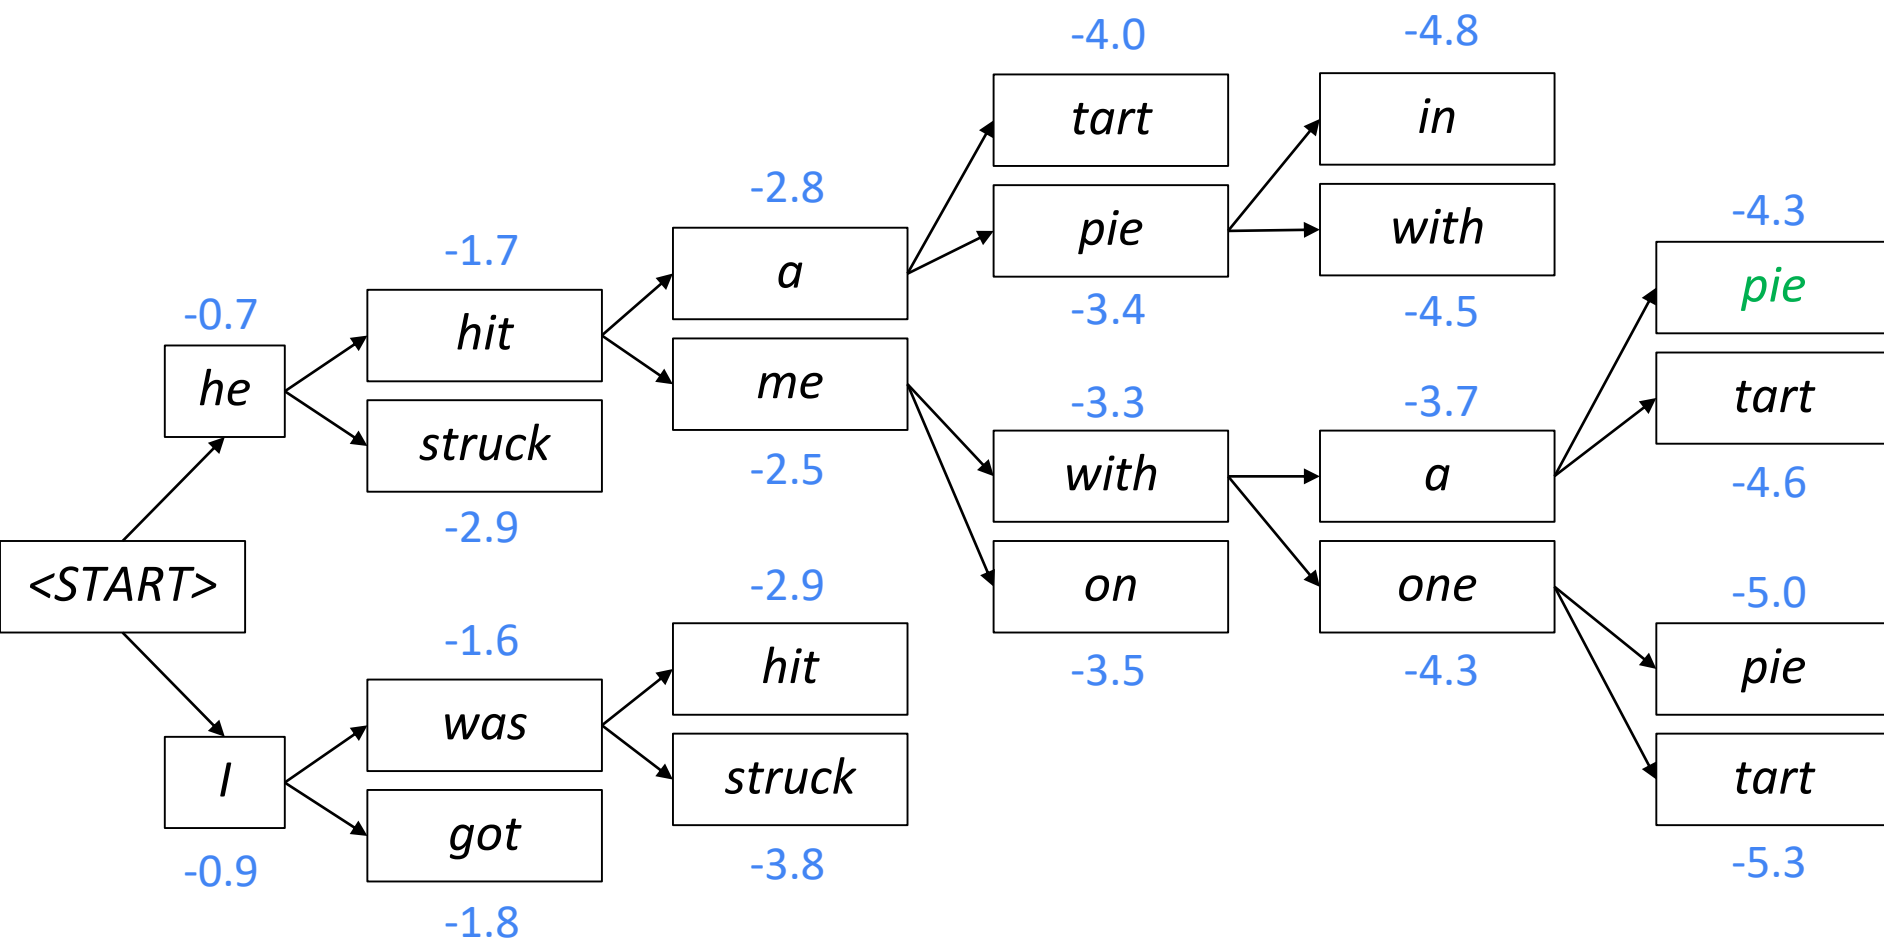 <START>
-0.7
he
I
-0.9
-1.7
hit
struck
-2.9
-1.6
was
got
-1.8
-2.8
a
me
-2.5
-2.9
hit
struck
-3.8
-4.0
tart
pie
-3.4
-3.3
with
on
-3.5
-4.8
in
with
-4.5
-3.7
a
one
-4.3
-4.3
pie
tart
-4.6
-5.0
pie
tart
-5.3